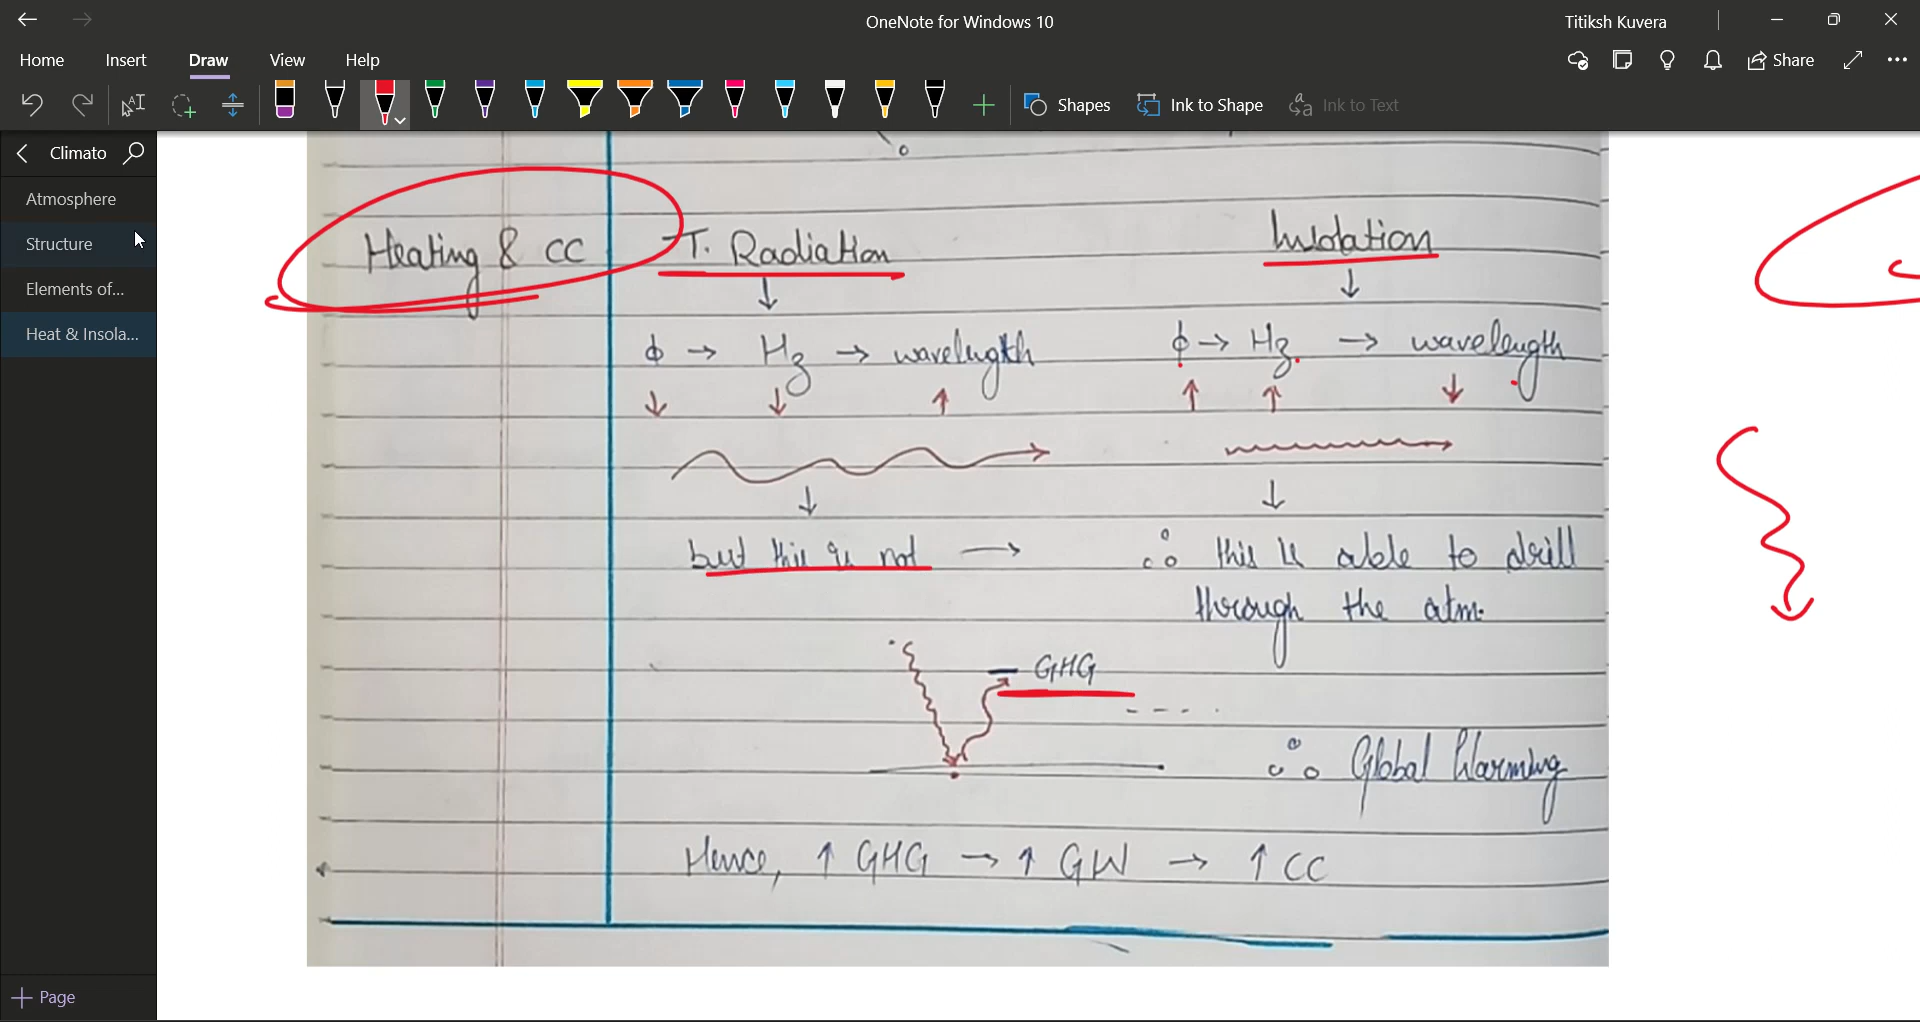 OneNote for Windows 10
Titiksh Kuvera
Home Insert Draw View Help
Share
Shapes Ink to Shape Ink to Text
Climato
Atmosphere
Structure
Elements of...
Heat & Insola...
Page
Heating & CC
T. Radiation
Insolation
↓ ↓
ϕ → Hz → wavelength
ϕ → Hz → wavelength
↓ ↓ ↑
↑ ↑ ↓
↓ ↓
but this is not →
∴ this is able to drill
through the atm.
GHG
∴ Global Warming
Hence, ↑ GHG → ↑ GW → ↑ CC